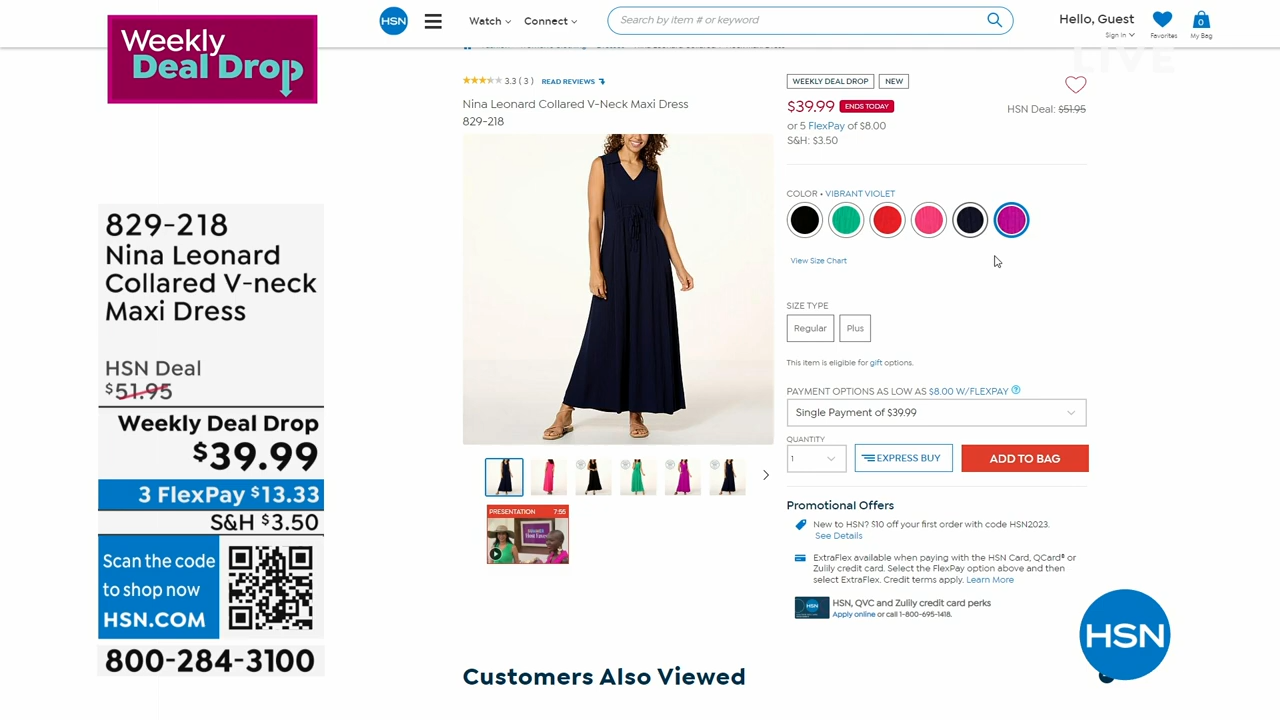 Weekly
Deal Drop
HSN
Watch
Connect
Search by item # or keyword
Hello, Guest
Sign In
Favorites
0
My Bag
LIVE
829-218
Nina Leonard
Collared V-neck
Maxi Dress
HSN Deal
$51.95
Weekly Deal Drop
$39.99
3 FlexPay $13.33
S&H $3.50
Scan the code
to shop now
HSN.COM
800-284-3100
3.3 ( 3 ) READ REVIEWS
Nina Leonard Collared V-Neck Maxi Dress
829-218
PRESENTATION 7:55
WEEKLY DEAL DROP
NEW
$39.99 ENDS TODAY
HSN Deal: $51.95
or 5 FlexPay of $8.00
S&H: $3.50
COLOR • VIBRANT VIOLET
View Size Chart
SIZE TYPE
Regular
Plus
This item is eligible for gift options.
PAYMENT OPTIONS AS LOW AS $8.00 W/FLEXPAY ?
Single Payment of $39.99
QUANTITY
1
EXPRESS BUY
ADD TO BAG
Promotional Offers
New to HSN? $10 off your first order with code HSN2023.
See Details
ExtraFlex available when paying with the HSN Card, QCard® or
Zulily credit card. Select the FlexPay option above and then
select ExtraFlex. Credit terms apply. Learn More
HSN, QVC and Zulily credit card perks
Apply online or call 1-800-695-1418.
HSN
Customers Also Viewed